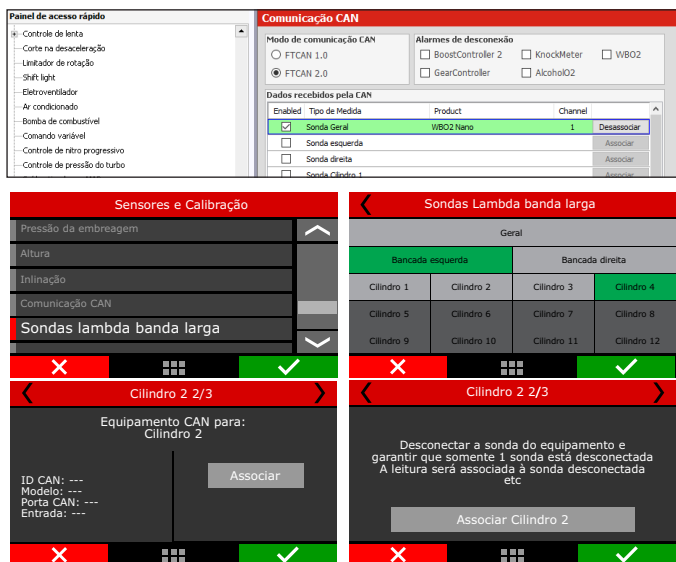 Painel de acesso rápido
Controle de lenta
Corte na desaceleração
Limitador de rotação
Shift light
Eletroventilador
Ar condicionado
Bomba de combustível
Comando variável
Controle de nitro progressivo
Controle de pressão do turbo
Comunicação CAN
Modo de comunicação CAN
FTCAN 1.0
FTCAN 2.0
Alarmes de desconexão
BoostController 2 KnockMeter WBO2
GearController AlcoholO2
Dados recebidos pela CAN
Enabled Tipo de Medida Product Channel
Sonda Geral WBO2 Nano 1 Desassociar
Sonda esquerda Associar
Sonda direita Associar
Sonda Cilindro 1 Associar
Sensores e Calibração
Pressão da embreagem
Altura
Inlinação
Comunicação CAN
Sondas lambda banda larga
Sondas Lambda banda larga
Geral
Bancada esquerda Bancada direita
Cilindro 1 Cilindro 2 Cilindro 3 Cilindro 4
Cilindro 5 Cilindro 6 Cilindro 7 Cilindro 8
Cilindro 9 Cilindro 10 Cilindro 11 Cilindro 12
Cilindro 2 2/3
Equipamento CAN para:
Cilindro 2
ID CAN: ---
Modelo: ---
Porta CAN: ---
Entrada: ---
Associar
Cilindro 2 2/3
Desconectar a sonda do equipamento e
garantir que somente 1 sonda está desconectada
A leitura será associada à sonda desconectada
etc
Associar Cilindro 2